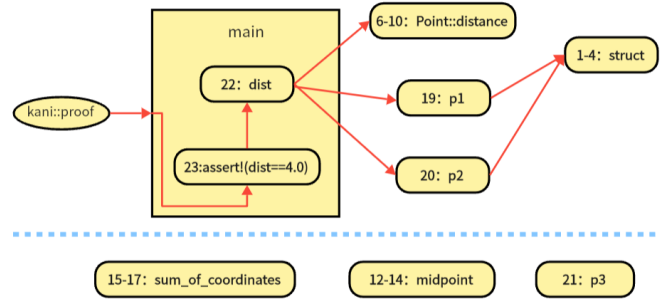 main
6-10：Point::distance
1-4：struct
22：dist
19：p1
kani::proof
23:assert!(dist==4.0)
20：p2
15-17：sum_of_coordinates
12-14：midpoint
21：p3